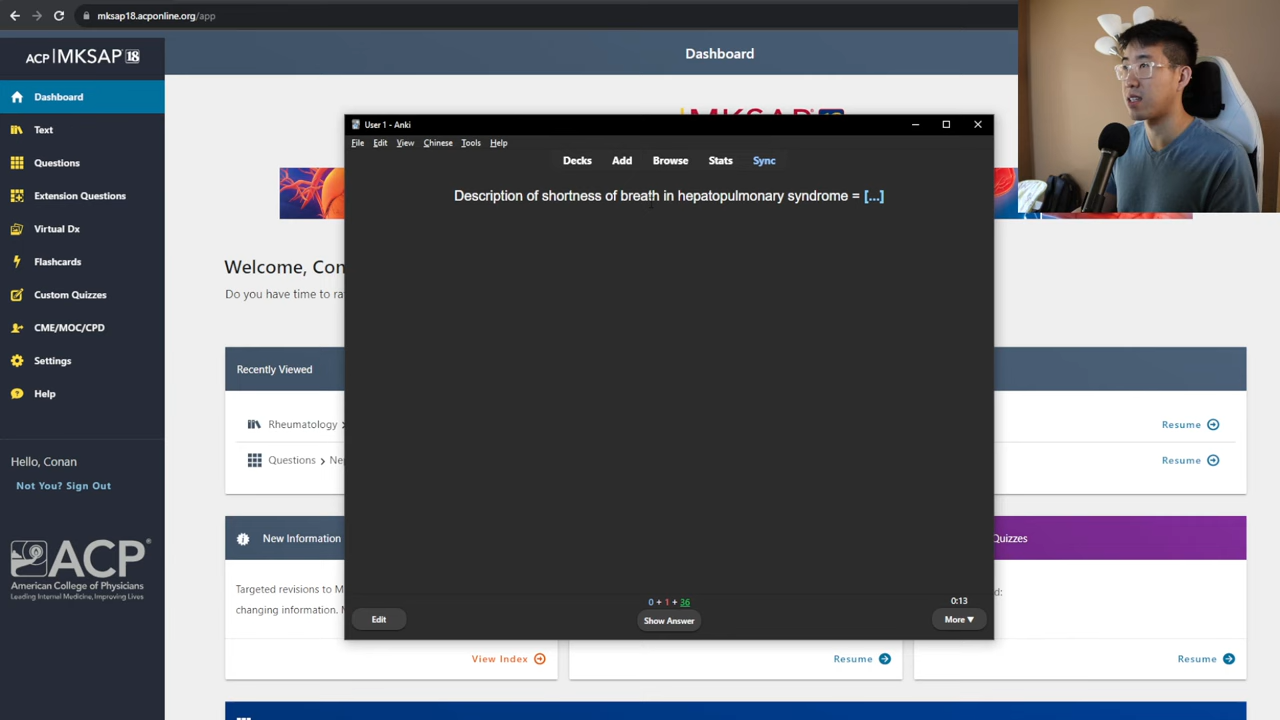 mksap18.acponline.org/app
ACP MKSAP 18
Dashboard
Dashboard
Text
Questions
Extension Questions
Virtual Dx
Flashcards
Custom Quizzes
CME/MOC/CPD
Settings
Help
Hello, Conan
Not You? Sign Out
ACP
American College of Physicians
Leading Internal Medicine, Improving Lives
User 1 - Anki
File Edit View Chinese Tools Help
Decks Add Browse Stats Sync
Description of shortness of breath in hepatopulmonary syndrome = [...]
0 + 1 + 36
0:13
Edit
Show Answer
More ▼
Welcome, Con
Do you have time to ra
Recently Viewed
Rheumatology
Resume
Questions > Ne
Resume
New Information
Quizzes
Targeted revisions to M
changing information.
View Index
Resume
Resume